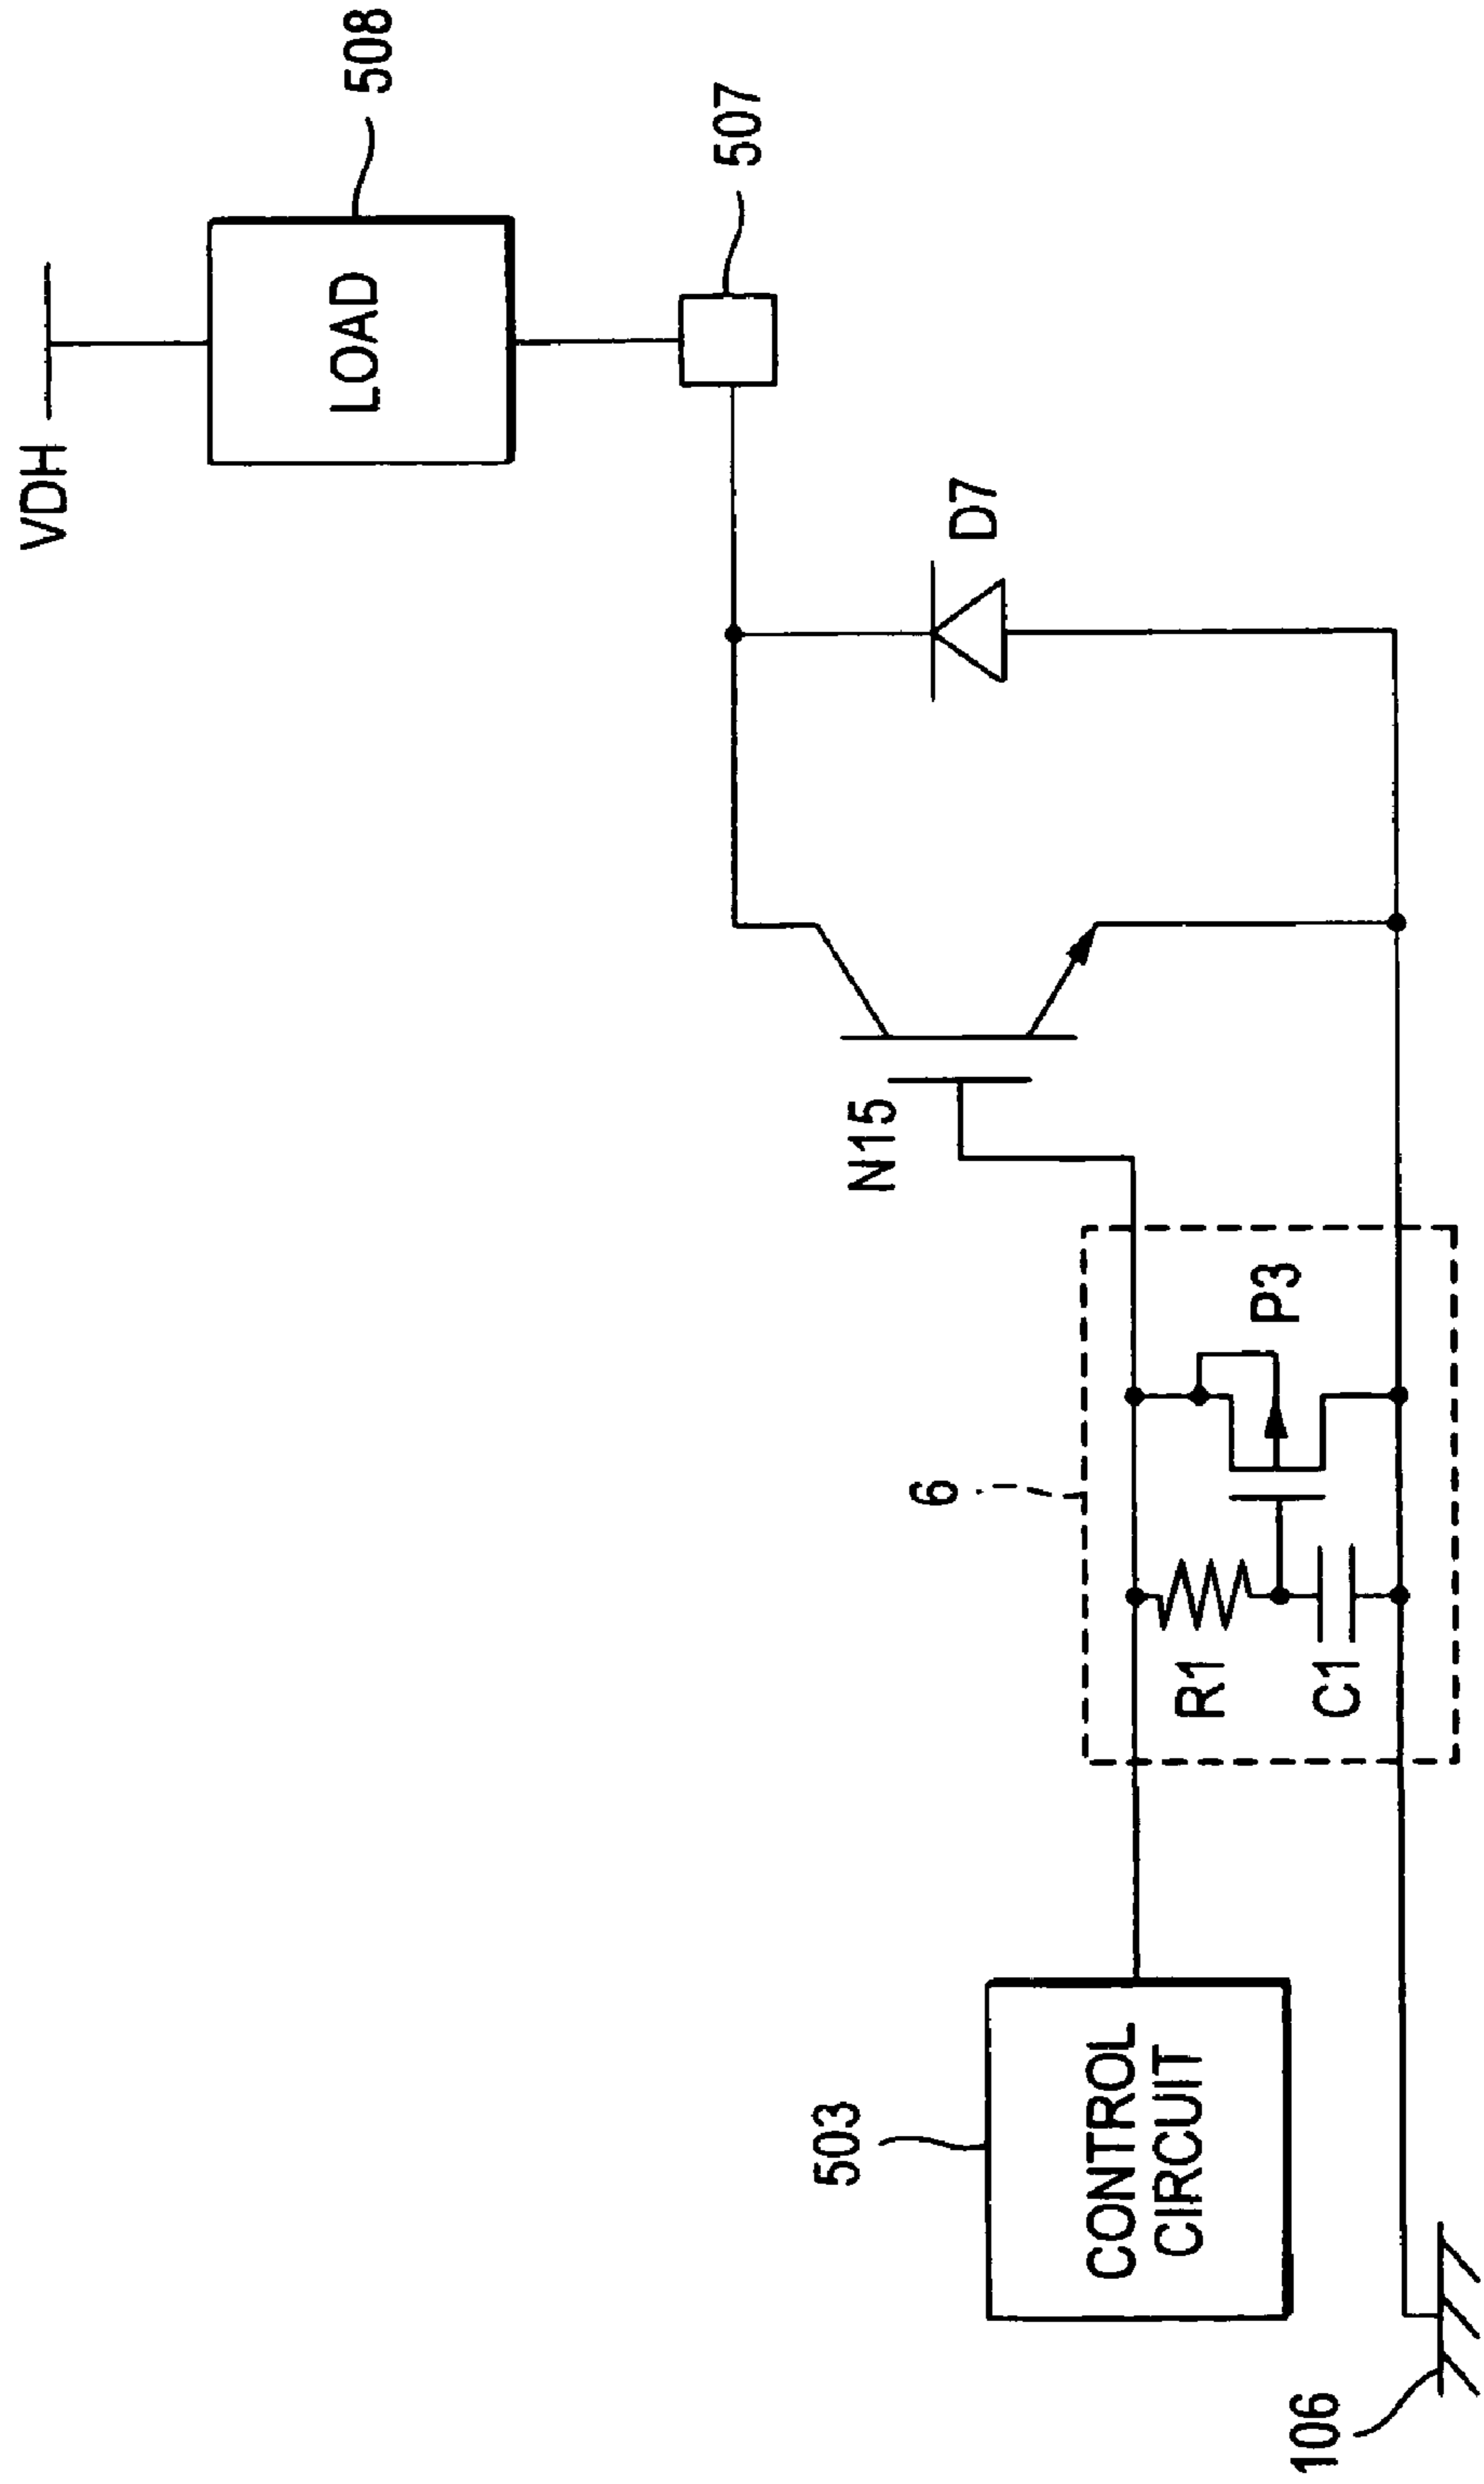 VDH
LOAD
508
507
D7
N15
6
P3
R1
C1
503
CONTROL
CIRCUIT
106